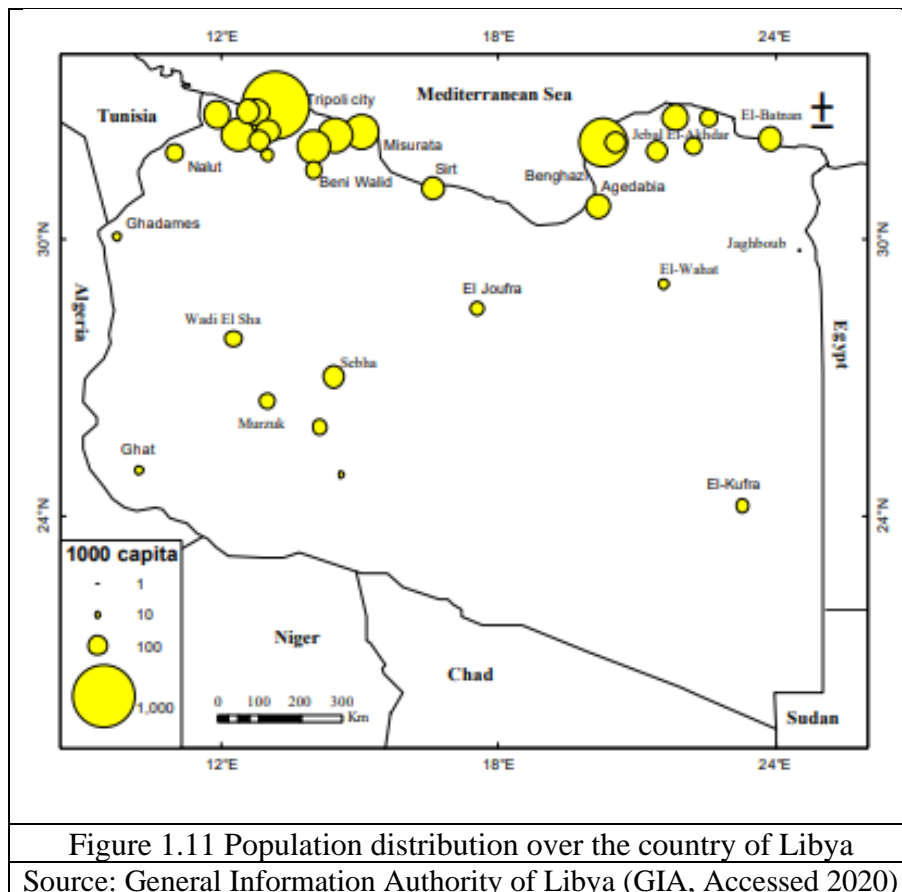 12°E 18°E 24°E
Mediterranean Sea
Tunisia
Tripoli city
El-Batnan
Jebal El-Akhdar
Misurata
Nalut
Beni Walid
Sirt
Benghazi
Agedabia
30°N
30°N
Ghadames
Jaghboub
El-Wahat
Algeria
El Joufra
Egypt
Wadi El Sha
Sebha
Murzuk
Ghat
El-Kufra
24°N
24°N
1000 capita
1
10
100
1,000
Niger
Chad
0 100 200 300
Km
Sudan
12°E 18°E 24°E
Figure 1.11 Population distribution over the country of Libya
Source: General Information Authority of Libya (GIA, Accessed 2020)